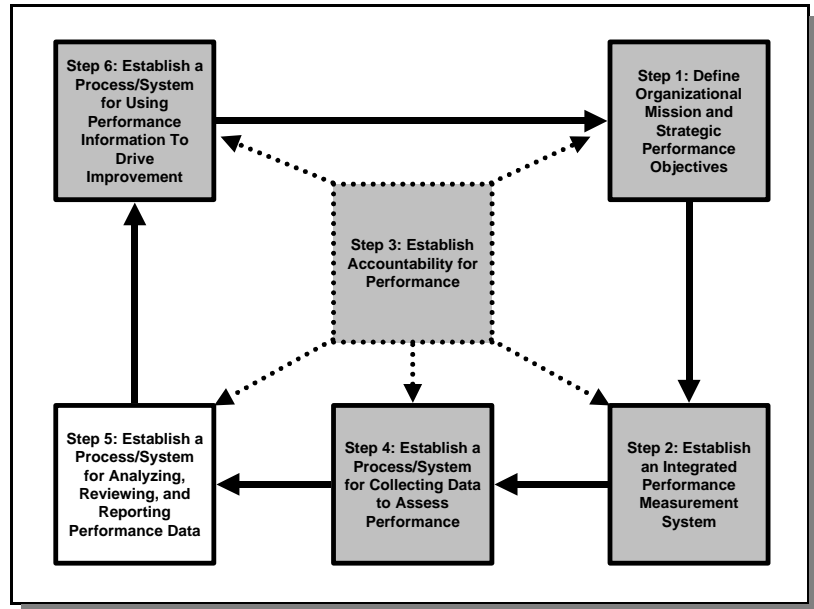 Step 6: Establish a
Process/System
for Using
Performance
Information To
Drive
Improvement
Step 1: Define
Organizational
Mission and
Strategic
Performance
Objectives
Step 3: Establish
Accountability for
Performance
Step 5: Establish a
Process/System
for Analyzing,
Reviewing, and
Reporting
Performance Data
Step 4: Establish a
Process/System
for Collecting Data
to Assess
Performance
Step 2: Establish
an Integrated
Performance
Measurement
System